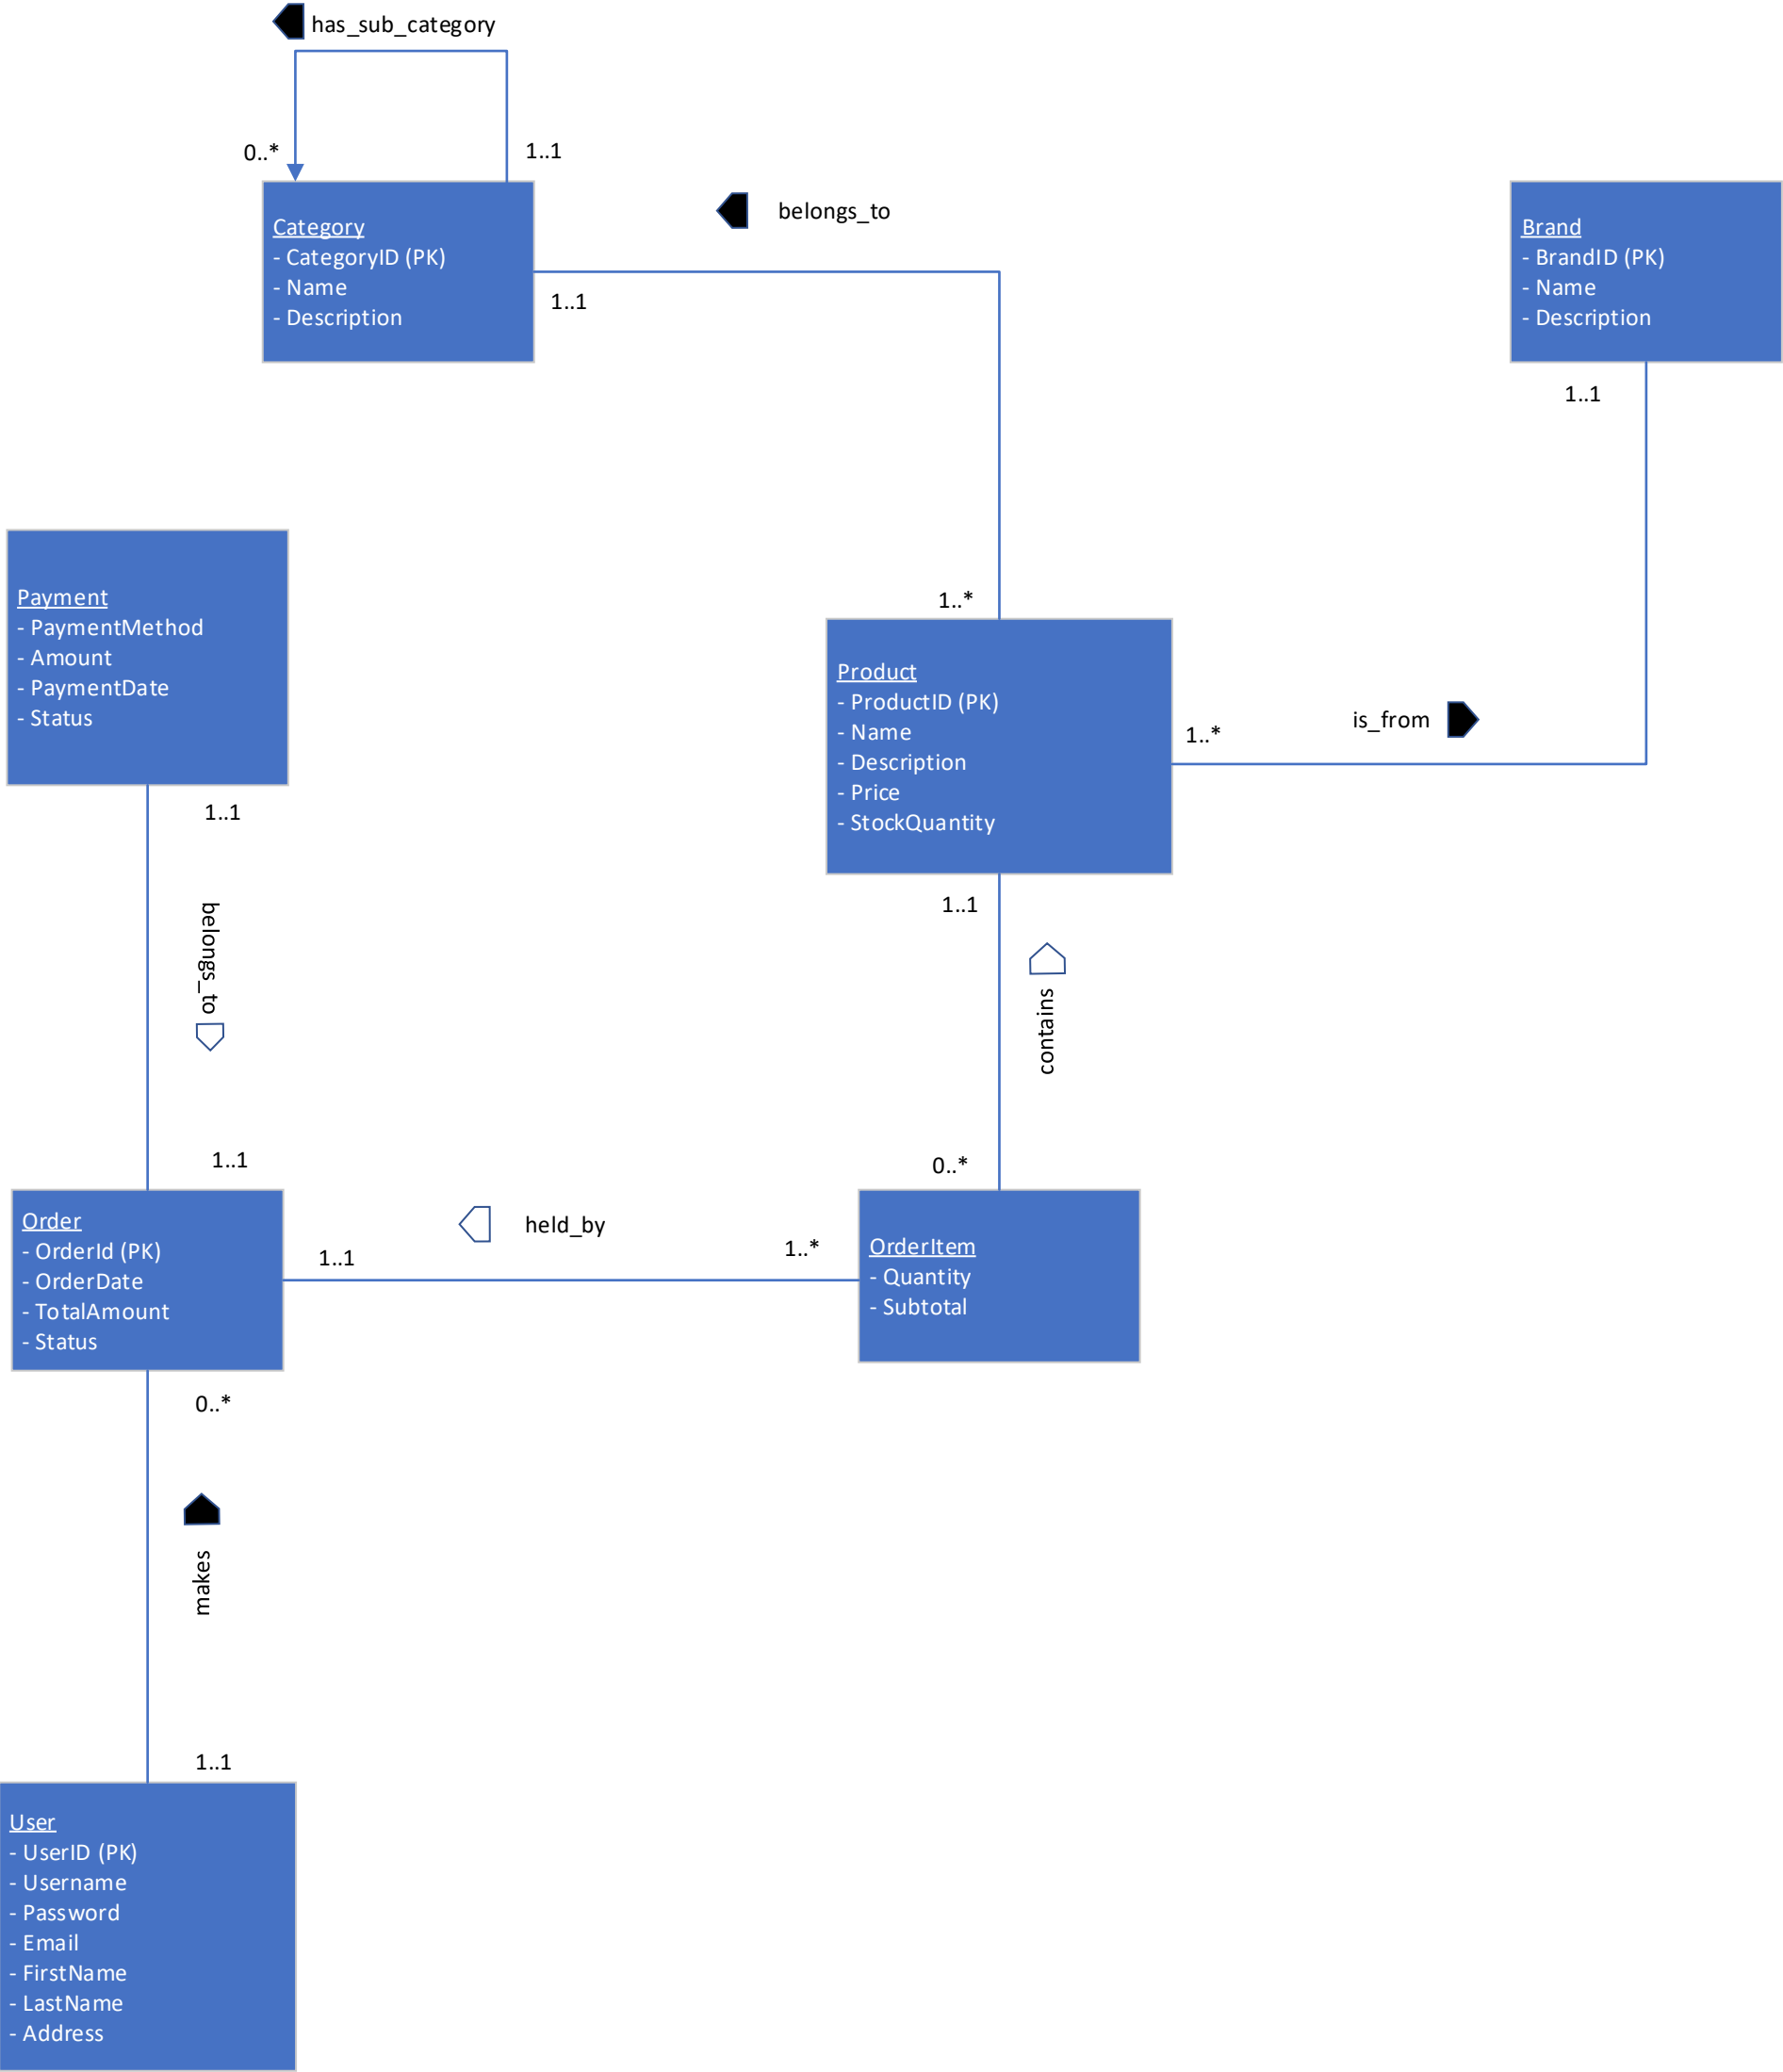 has_sub_category
0..*
1..1
belongs_to
Category
- CategoryID (PK)
- Name
- Description
1..1
Brand
- BrandID (PK)
- Name
- Description
1..1
Payment
- PaymentMethod
- Amount
- PaymentDate
- Status
1..1
1..*
Product
- ProductID (PK)
- Name
- Description
- Price
- StockQuantity
1..*
is_from
1..1
belongs_to
contains
1..1
0..*
Order
- OrderId (PK)
- OrderDate
- TotalAmount
- Status
1..1
held_by
1..*
OrderItem
- Quantity
- Subtotal
0..*
makes
1..1
User
- UserID (PK)
- Username
- Password
- Email
- FirstName
- LastName
- Address